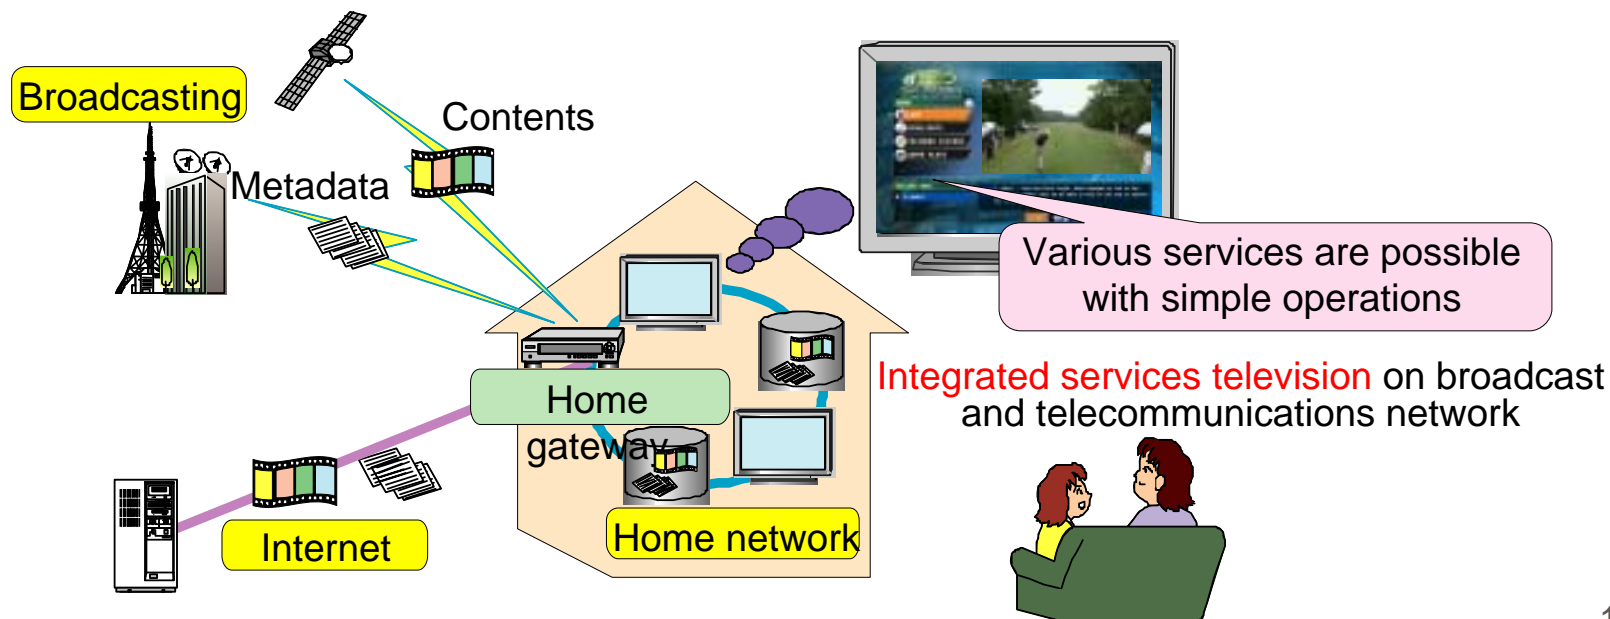 Broadcasting
Contents
Metadata
Various services are possible
with simple operations
Integrated services television on broadcast
and telecommunications network
Home
gateway
Internet
Home network
1